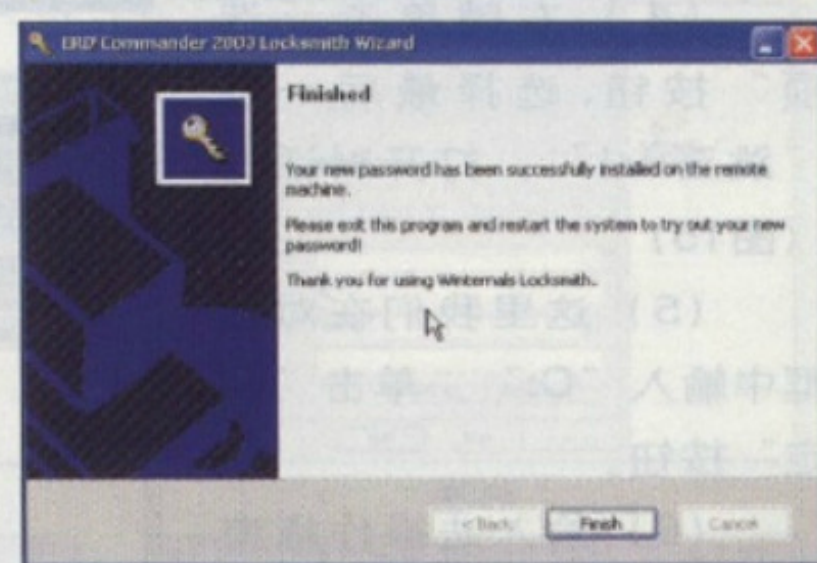 ERD Commander 2003 Locksmith Wizard
Finished
Your new password has been successfully installed on the remote
machine.
Please exit this program and restart the system to try out your new
password!
Thank you for using Winternals Locksmith.
< Back
Finish
Cancel